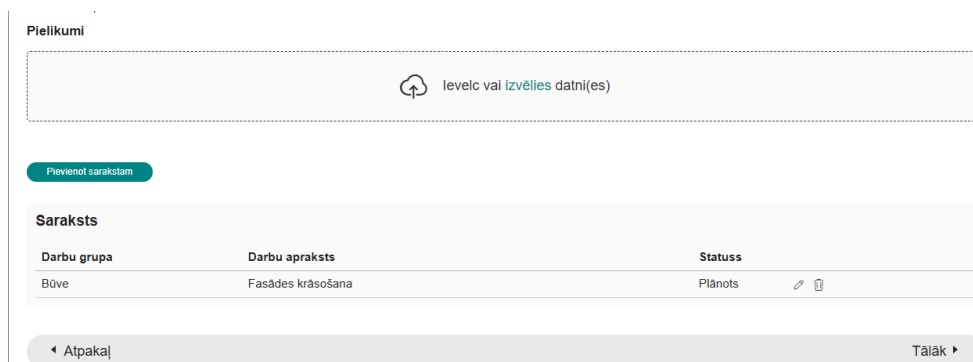 Pielikumi
Ievelc vai izvēlies datni(es)
Pievienot sarakstam
Saraksts
Darbu grupa Darbu apraksts Statuss
Būve Fasādes krāsošana Plānots
Atpakaļ Tālāk